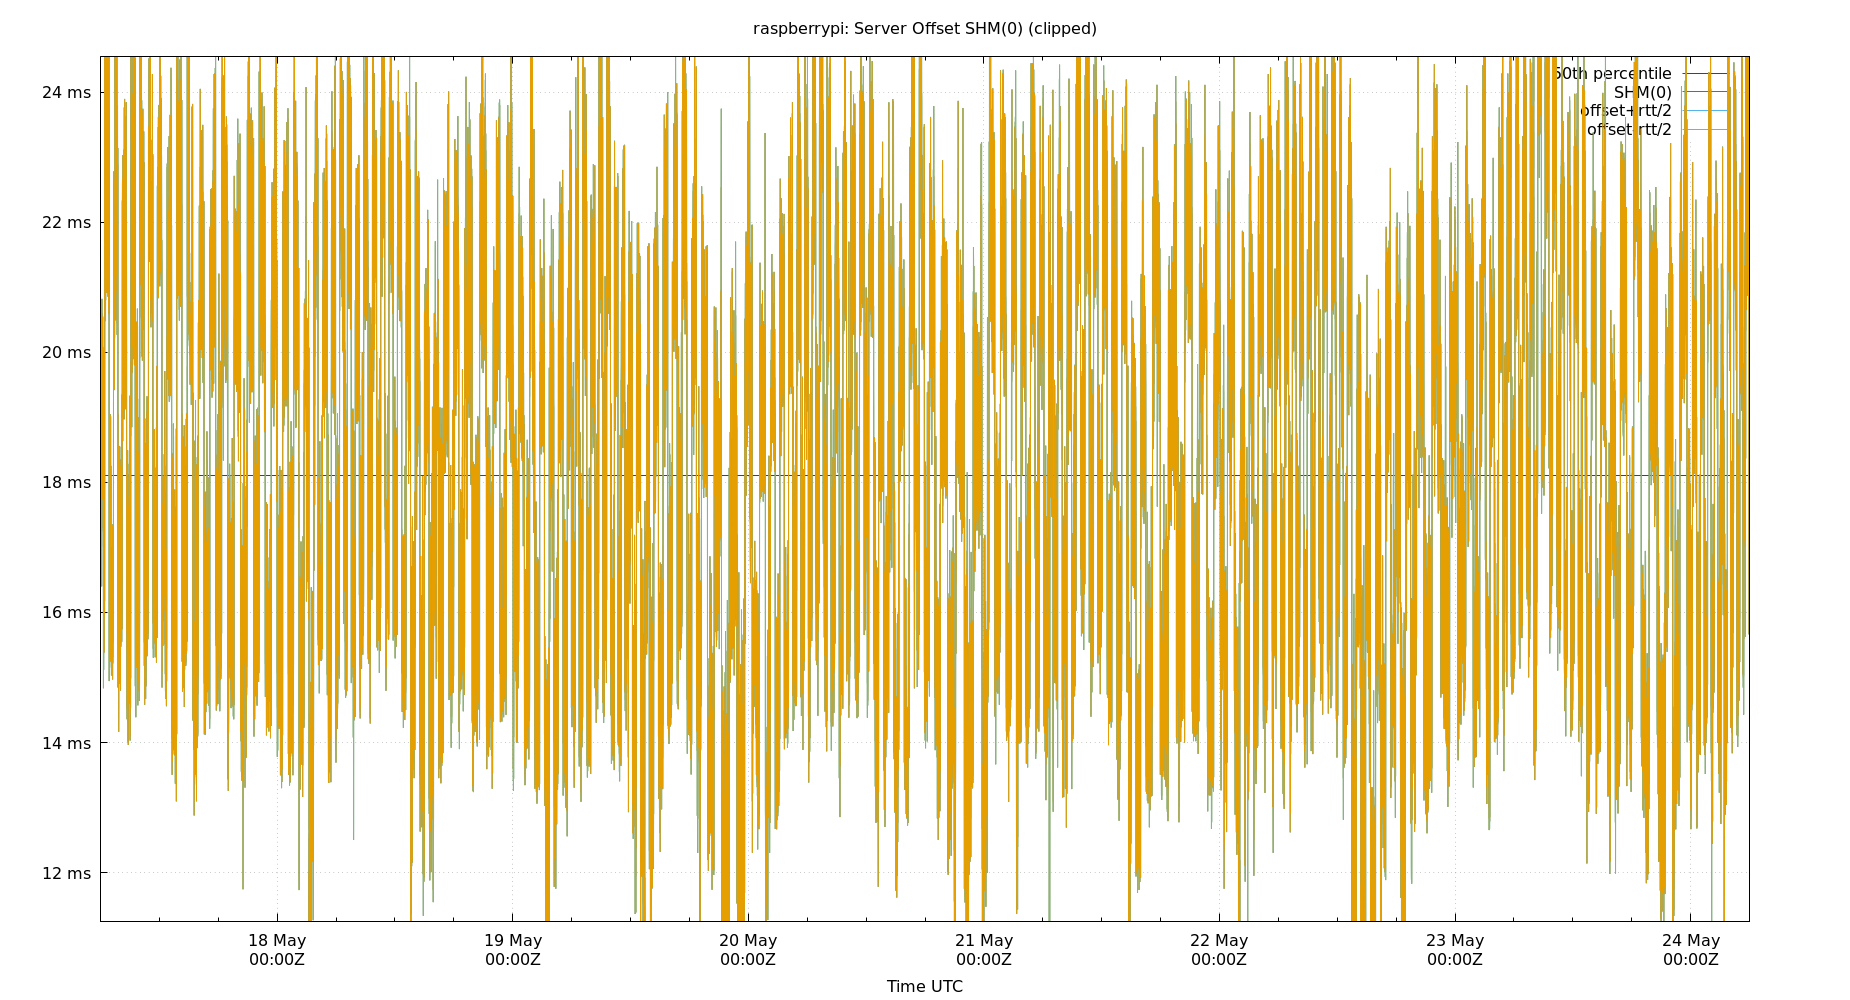 raspberrypi: Server Offset SHM(0) (clipped)
24 ms
22 ms
20 ms
18 ms
16 ms
14 ms
12 ms
50th percentile
SHM(0)
offset+rtt/2
offset-rtt/2
18 May 19 May 20 May 21 May 22 May 23 May 24 May
00:00Z 00:00Z 00:00Z 00:00Z 00:00Z 00:00Z 00:00Z
Time UTC